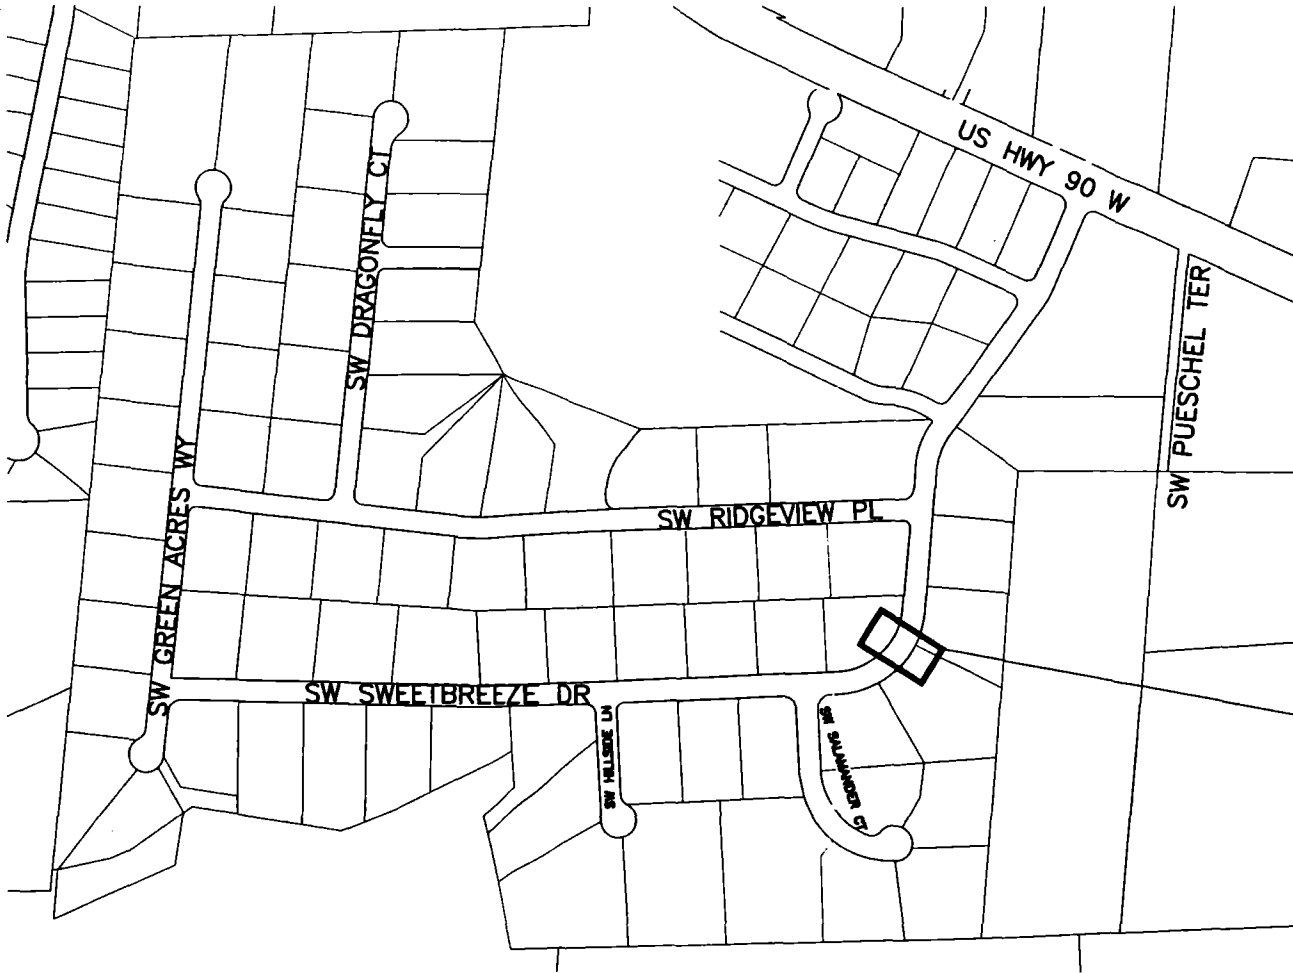 US HWY 90 W
SW DRAGONFLY CT
SW PUESCHEL TER
SW GREEN ACRES WY
SW RIDGEVIEW PL
SW SWEETBREEZE DR
SW HILLSIDE LN
SW SALAMANDER CT